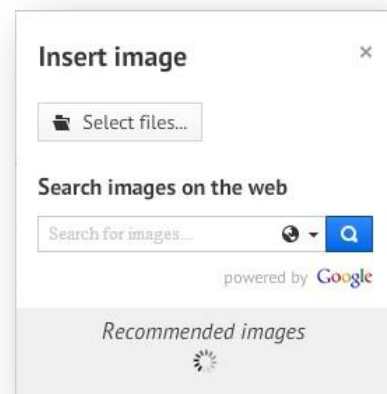 Insert image
×
Select files...
Search images on the web
Search for images....
powered by Google
Recommended images